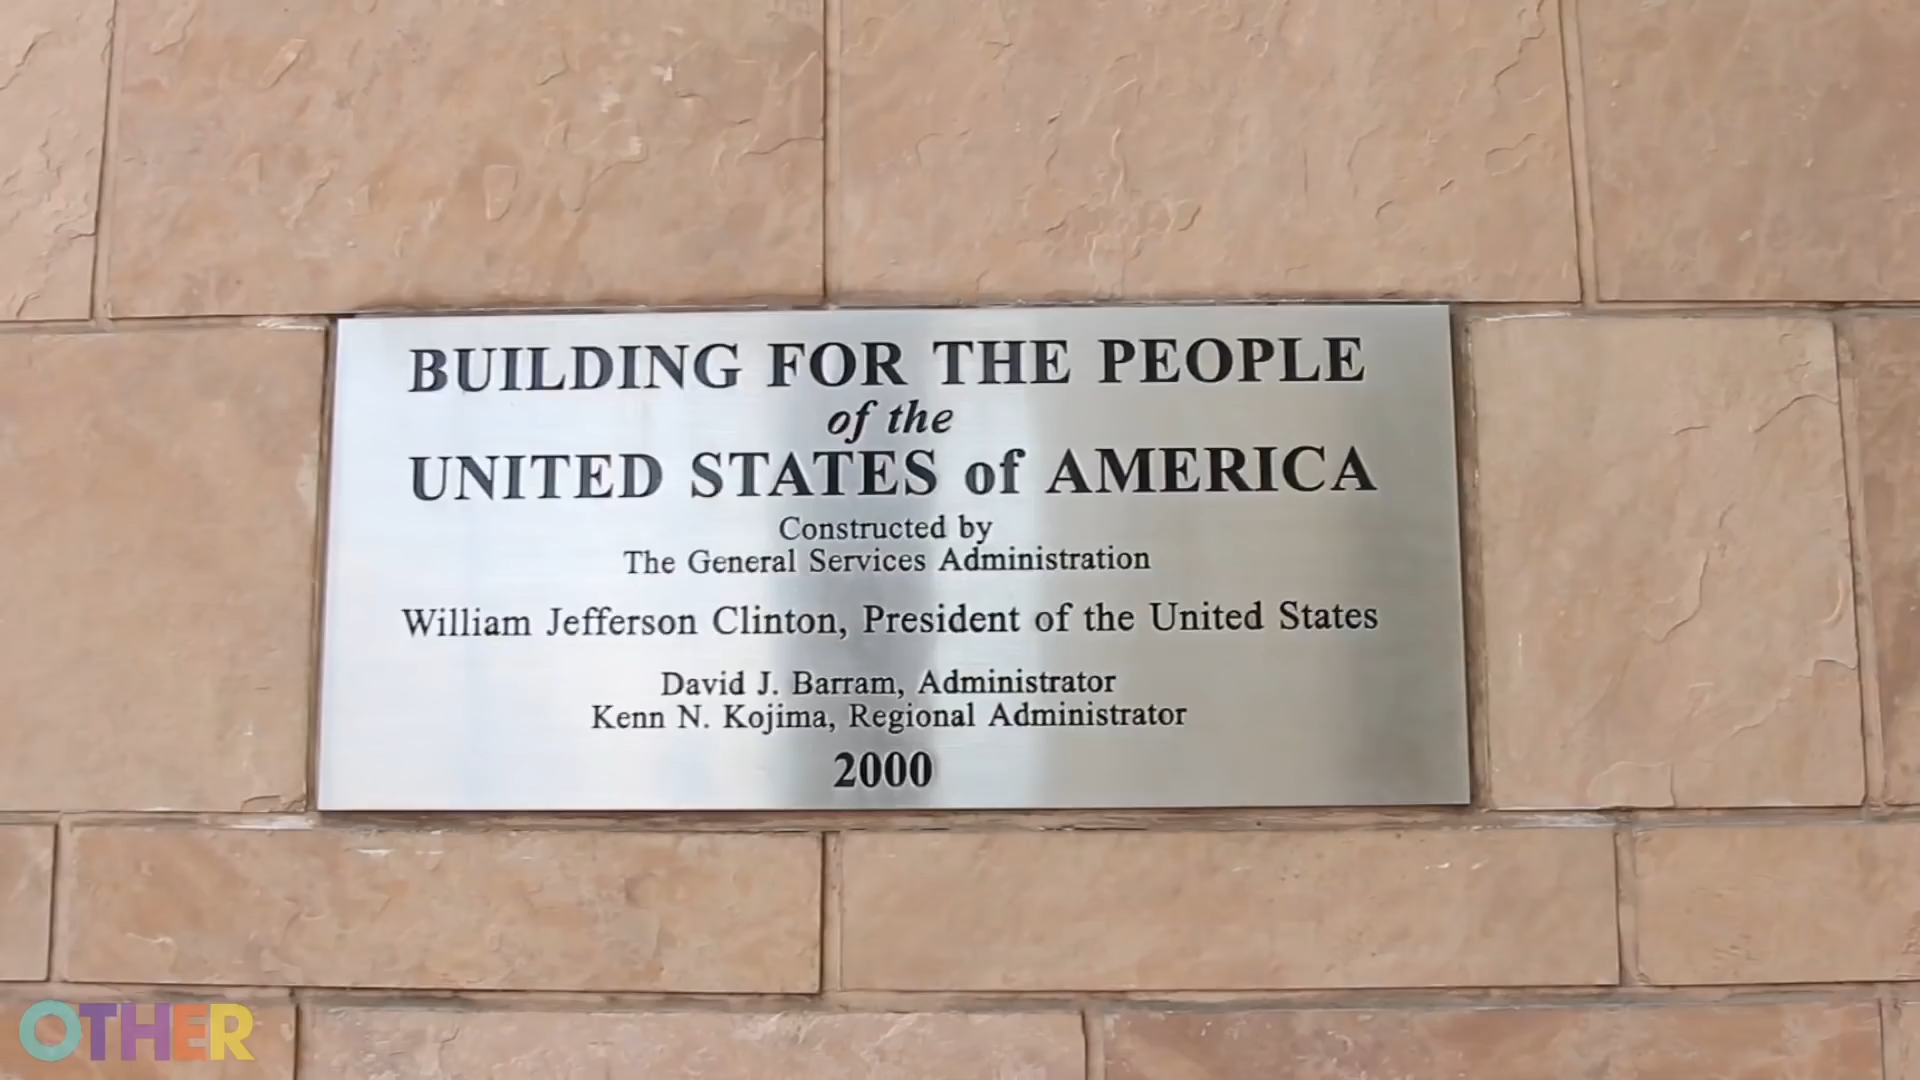 BUILDING FOR THE PEOPLE
of the
UNITED STATES of AMERICA
Constructed by
The General Services Administration
William Jefferson Clinton, President of the United States
David J. Barram, Administrator
Kenn N. Kojima, Regional Administrator
2000
OTHER